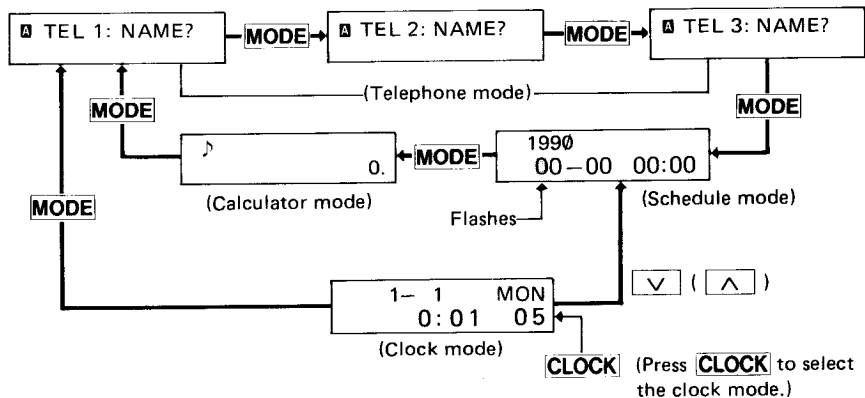 A TEL 1: NAME? MODE A TEL 2: NAME? MODE A TEL 3: NAME?
(Telephone mode)
MODE MODE
♪ 0. MODE 1990
00–00 00:00
(Calculator mode) (Schedule mode)
Flashes
MODE
1– 1 MON
0:01 05
∨ ( ∧ )
(Clock mode)
CLOCK (Press CLOCK to select
the clock mode.)